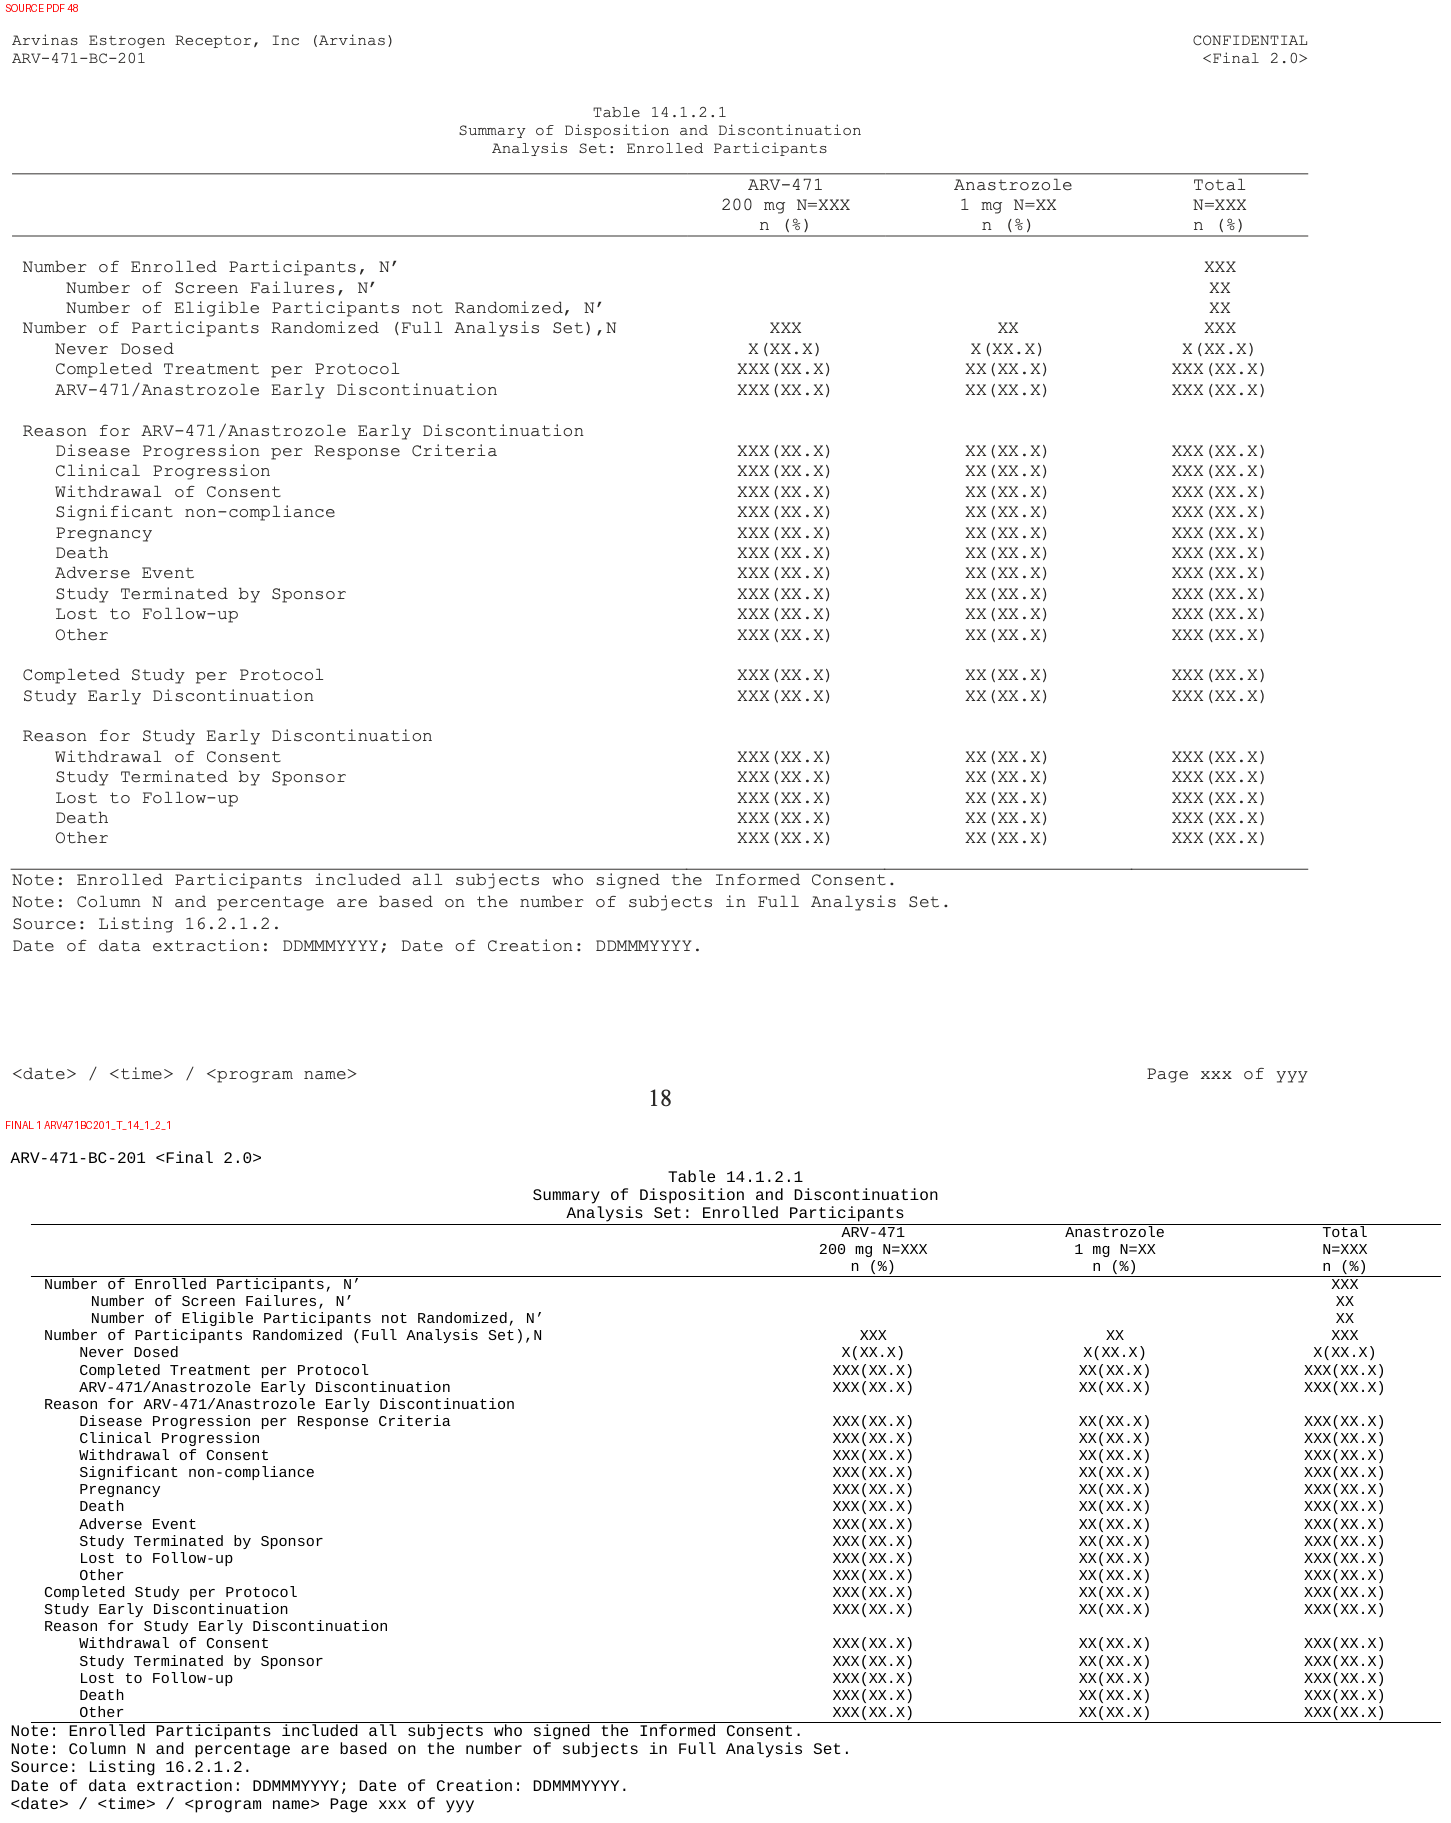 SOURCE PDF 48
Arvinas Estrogen Receptor, Inc (Arvinas) CONFIDENTIAL
ARV-471-BC-201 <Final 2.0>
Table 14.1.2.1
Summary of Disposition and Discontinuation
Analysis Set: Enrolled Participants
ARV-471 Anastrozole Total
200 mg N=XXX 1 mg N=XX N=XXX
n (%) n (%) n (%)
Number of Enrolled Participants, N’ XXX
Number of Screen Failures, N’ XX
Number of Eligible Participants not Randomized, N’ XX
Number of Participants Randomized (Full Analysis Set),N XXX XX XXX
Never Dosed X(XX.X) X(XX.X) X(XX.X)
Completed Treatment per Protocol XXX(XX.X) XX(XX.X) XXX(XX.X)
ARV-471/Anastrozole Early Discontinuation XXX(XX.X) XX(XX.X) XXX(XX.X)
Reason for ARV-471/Anastrozole Early Discontinuation
Disease Progression per Response Criteria XXX(XX.X) XX(XX.X) XXX(XX.X)
Clinical Progression XXX(XX.X) XX(XX.X) XXX(XX.X)
Withdrawal of Consent XXX(XX.X) XX(XX.X) XXX(XX.X)
Significant non-compliance XXX(XX.X) XX(XX.X) XXX(XX.X)
Pregnancy XXX(XX.X) XX(XX.X) XXX(XX.X)
Death XXX(XX.X) XX(XX.X) XXX(XX.X)
Adverse Event XXX(XX.X) XX(XX.X) XXX(XX.X)
Study Terminated by Sponsor XXX(XX.X) XX(XX.X) XXX(XX.X)
Lost to Follow-up XXX(XX.X) XX(XX.X) XXX(XX.X)
Other XXX(XX.X) XX(XX.X) XXX(XX.X)
Completed Study per Protocol XXX(XX.X) XX(XX.X) XXX(XX.X)
Study Early Discontinuation XXX(XX.X) XX(XX.X) XXX(XX.X)
Reason for Study Early Discontinuation
Withdrawal of Consent XXX(XX.X) XX(XX.X) XXX(XX.X)
Study Terminated by Sponsor XXX(XX.X) XX(XX.X) XXX(XX.X)
Lost to Follow-up XXX(XX.X) XX(XX.X) XXX(XX.X)
Death XXX(XX.X) XX(XX.X) XXX(XX.X)
Other XXX(XX.X) XX(XX.X) XXX(XX.X)
Note: Enrolled Participants included all subjects who signed the Informed Consent.
Note: Column N and percentage are based on the number of subjects in Full Analysis Set.
Source: Listing 16.2.1.2.
Date of data extraction: DDMMMYYYY; Date of Creation: DDMMMYYYY.
<date> / <time> / <program name> Page xxx of yyy
18
FINAL 1 ARV471BC201_T_14_1_2_1
ARV-471-BC-201 <Final 2.0>
Table 14.1.2.1
Summary of Disposition and Discontinuation
Analysis Set: Enrolled Participants
ARV-471 Anastrozole Total
200 mg N=XXX 1 mg N=XX N=XXX
n (%) n (%) n (%)
Number of Enrolled Participants, N’ XXX
Number of Screen Failures, N’ XX
Number of Eligible Participants not Randomized, N’ XX
Number of Participants Randomized (Full Analysis Set),N XXX XX XXX
Never Dosed X(XX.X) X(XX.X) X(XX.X)
Completed Treatment per Protocol XXX(XX.X) XX(XX.X) XXX(XX.X)
ARV-471/Anastrozole Early Discontinuation XXX(XX.X) XX(XX.X) XXX(XX.X)
Reason for ARV-471/Anastrozole Early Discontinuation
Disease Progression per Response Criteria XXX(XX.X) XX(XX.X) XXX(XX.X)
Clinical Progression XXX(XX.X) XX(XX.X) XXX(XX.X)
Withdrawal of Consent XXX(XX.X) XX(XX.X) XXX(XX.X)
Significant non-compliance XXX(XX.X) XX(XX.X) XXX(XX.X)
Pregnancy XXX(XX.X) XX(XX.X) XXX(XX.X)
Death XXX(XX.X) XX(XX.X) XXX(XX.X)
Adverse Event XXX(XX.X) XX(XX.X) XXX(XX.X)
Study Terminated by Sponsor XXX(XX.X) XX(XX.X) XXX(XX.X)
Lost to Follow-up XXX(XX.X) XX(XX.X) XXX(XX.X)
Other XXX(XX.X) XX(XX.X) XXX(XX.X)
Completed Study per Protocol XXX(XX.X) XX(XX.X) XXX(XX.X)
Study Early Discontinuation XXX(XX.X) XX(XX.X) XXX(XX.X)
Reason for Study Early Discontinuation
Withdrawal of Consent XXX(XX.X) XX(XX.X) XXX(XX.X)
Study Terminated by Sponsor XXX(XX.X) XX(XX.X) XXX(XX.X)
Lost to Follow-up XXX(XX.X) XX(XX.X) XXX(XX.X)
Death XXX(XX.X) XX(XX.X) XXX(XX.X)
Other XXX(XX.X) XX(XX.X) XXX(XX.X)
Note: Enrolled Participants included all subjects who signed the Informed Consent.
Note: Column N and percentage are based on the number of subjects in Full Analysis Set.
Source: Listing 16.2.1.2.
Date of data extraction: DDMMMYYYY; Date of Creation: DDMMMYYYY.
<date> / <time> / <program name> Page xxx of yyy